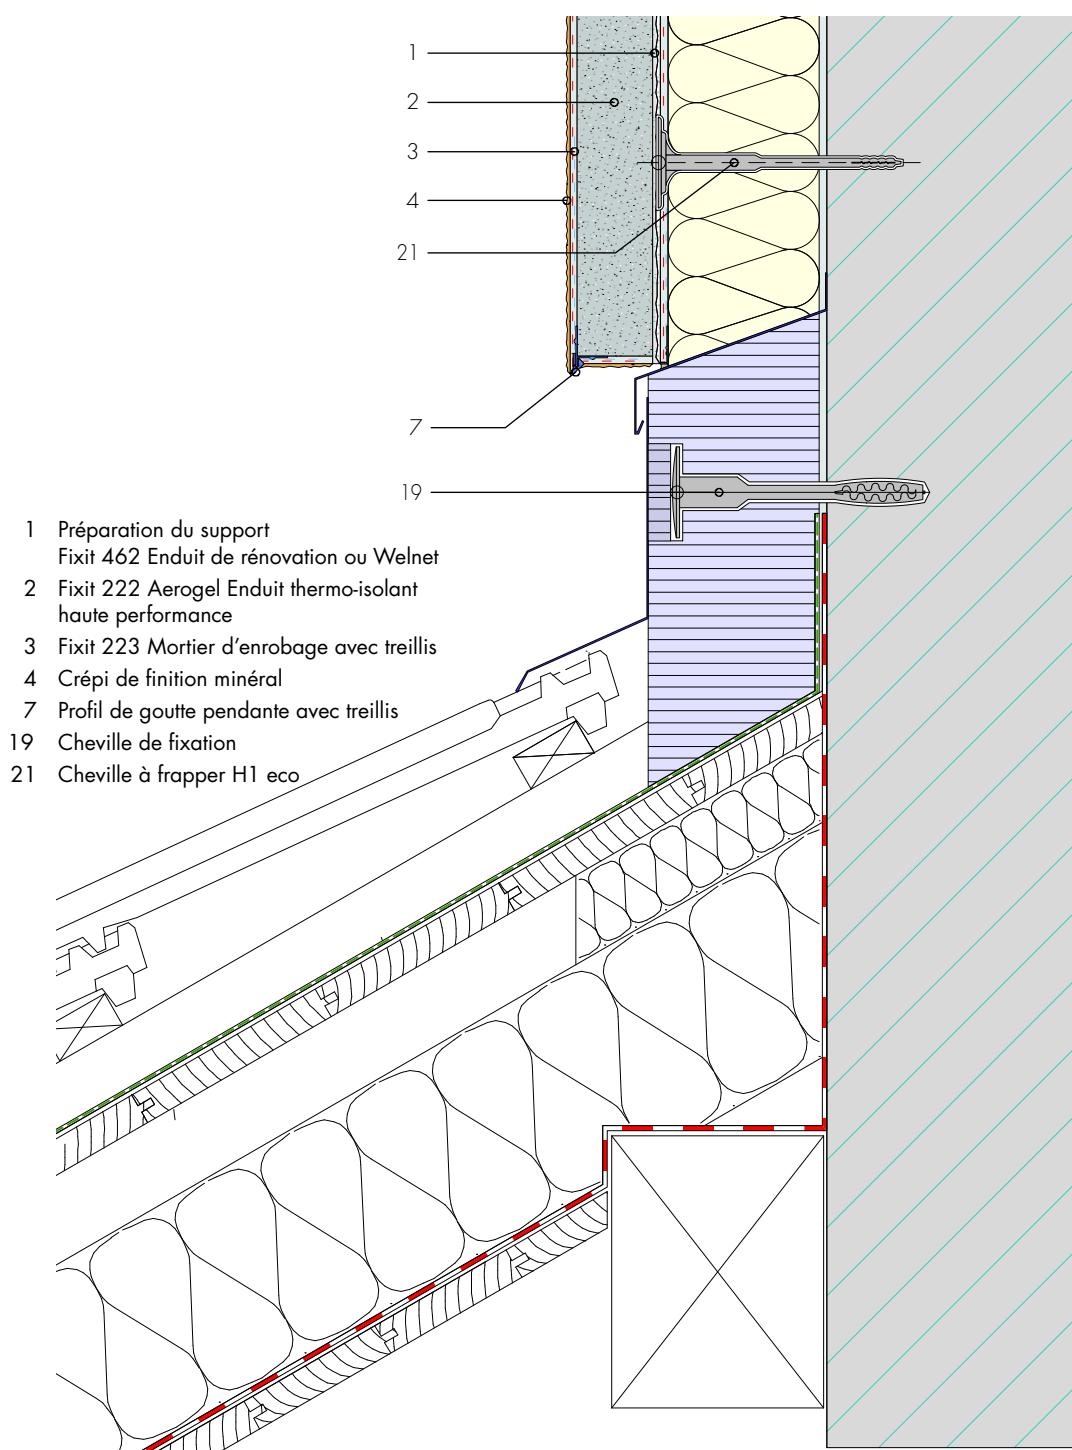 1
2
3
4
21
7
19
1 Préparation du support
Fixit 462 Enduit de rénovation ou Welnet
2 Fixit 222 Aerogel Enduit thermo-isolant
haute performance
3 Fixit 223 Mortier d’enrobage avec treillis
4 Crépi de finition minéral
7 Profil de goutte pendante avec treillis
19 Cheville de fixation
21 Cheville à frapper H1 eco